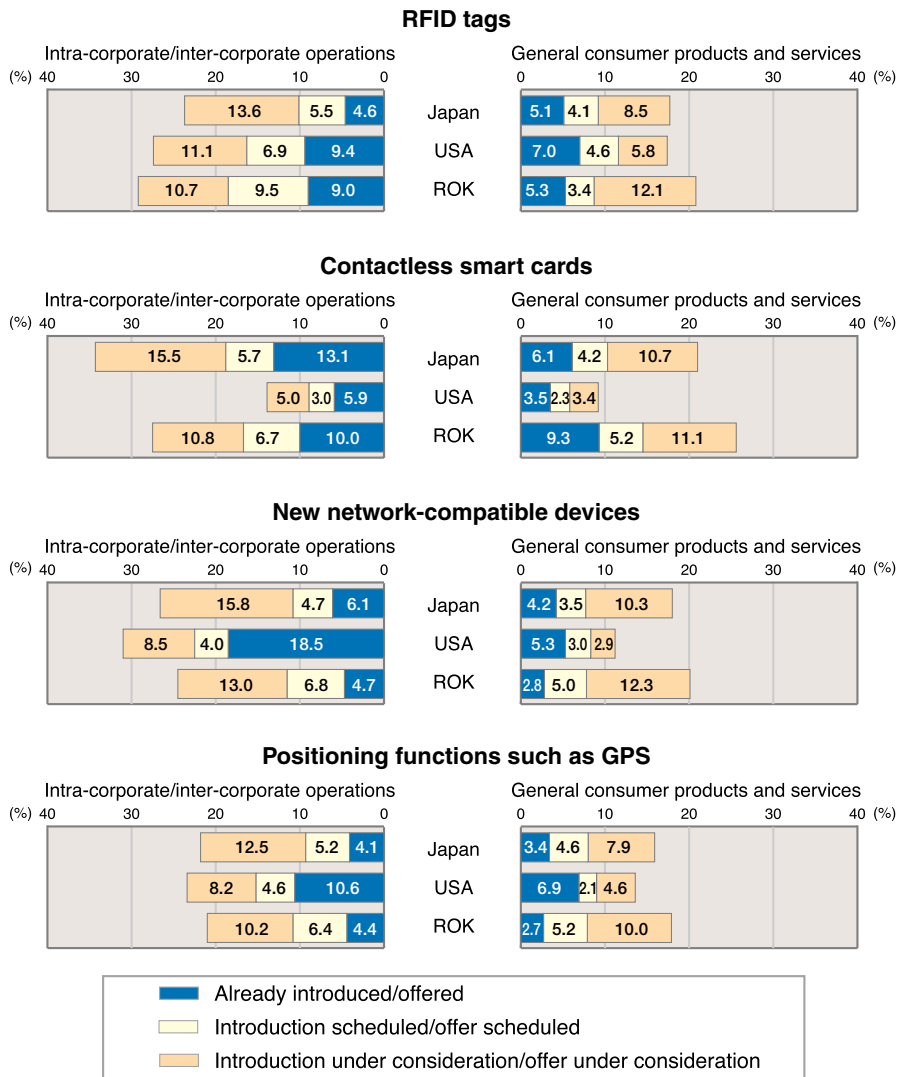 RFID tags
Intra-corporate/inter-corporate operations General consumer products and services
(%) 40 30 20 10 0 0 10 20 30 40 (%)
13.6 5.5 4.6 Japan 5.1 4.1 8.5
11.1 6.9 9.4 USA 7.0 4.6 5.8
10.7 9.5 9.0 ROK 5.3 3.4 12.1
Contactless smart cards
Intra-corporate/inter-corporate operations General consumer products and services
(%) 40 30 20 10 0 0 10 20 30 40 (%)
15.5 5.7 13.1 Japan 6.1 4.2 10.7
5.0 3.0 5.9 USA 3.5 2.3 3.4
10.8 6.7 10.0 ROK 9.3 5.2 11.1
New network-compatible devices
Intra-corporate/inter-corporate operations General consumer products and services
(%) 40 30 20 10 0 0 10 20 30 40 (%)
15.8 4.7 6.1 Japan 4.2 3.5 10.3
8.5 4.0 18.5 USA 5.3 3.0 2.9
13.0 6.8 4.7 ROK 2.8 5.0 12.3
Positioning functions such as GPS
Intra-corporate/inter-corporate operations General consumer products and services
(%) 40 30 20 10 0 0 10 20 30 40 (%)
12.5 5.2 4.1 Japan 3.4 4.6 7.9
8.2 4.6 10.6 USA 6.9 2.1 4.6
10.2 6.4 4.4 ROK 2.7 5.2 10.0
Already introduced/offered
Introduction scheduled/offer scheduled
Introduction under consideration/offer under consideration